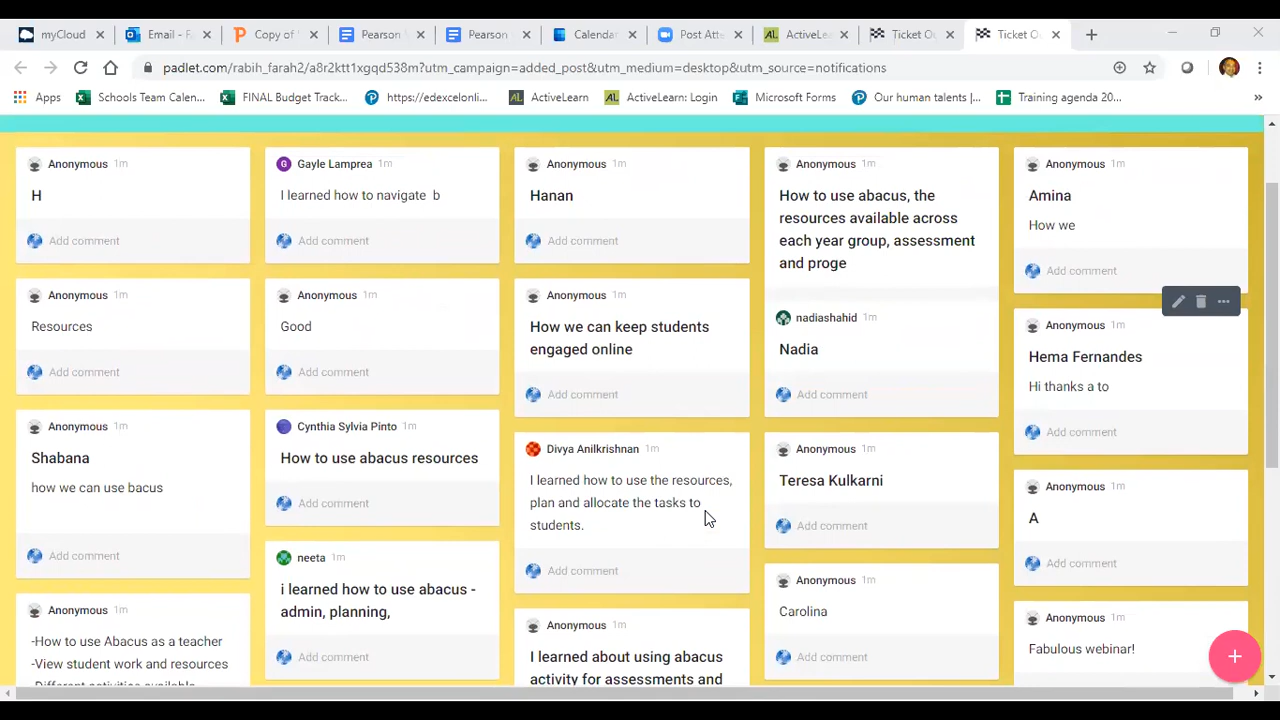 myCloud
Email - R
Copy of
Pearson
Pearson
Calendar
Post Att
ActiveLea
Ticket O
Ticket O
padlet.com/rabih_farah2/a8r2ktt1xgqd538m?utm_campaign=added_post&utm_medium=desktop&utm_source=notifications
Apps
Schools Team Calen...
FINAL Budget Track...
https://edexcelonli...
ActiveLearn
ActiveLearn: Login
Microsoft Forms
Our human talents |...
Training agenda 20...
Anonymous 1m
H
Add comment
Anonymous 1m
Resources
Add comment
Anonymous 1m
Shabana
how we can use bacus
Add comment
Anonymous 1m
-How to use Abacus as a teacher
-View student work and resources
-Different activities available
G Gayle Lamprea 1m
I learned how to navigate b
Add comment
Anonymous 1m
Good
Add comment
Cynthia Sylvia Pinto 1m
How to use abacus resources
Add comment
neeta 1m
i learned how to use abacus -
admin, planning,
Add comment
Anonymous 1m
Hanan
Add comment
Anonymous 1m
How we can keep students
engaged online
Add comment
Divya Anilkrishnan 1m
I learned how to use the resources,
plan and allocate the tasks to
students.
Add comment
Anonymous 1m
I learned about using abacus
activity for assessments and
Anonymous 1m
How to use abacus, the
resources available across
each year group, assessment
and proge
nadiashahid 1m
Nadia
Add comment
Anonymous 1m
Teresa Kulkarni
Add comment
Anonymous 1m
Carolina
Add comment
Anonymous 1m
Amina
How we
Add comment
Anonymous 1m
Hema Fernandes
Hi thanks a to
Add comment
Anonymous 1m
A
Add comment
Anonymous 1m
Fabulous webinar!